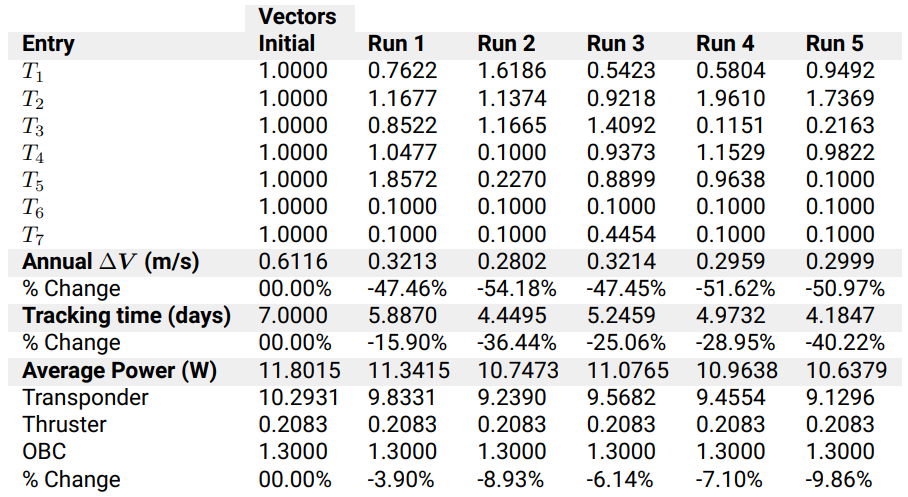 Vectors
Entry Initial Run 1 Run 2 Run 3 Run 4 Run 5
T1 1.0000 0.7622 1.6186 0.5423 0.5804 0.9492
T2 1.0000 1.1677 1.1374 0.9218 1.9610 1.7369
T3 1.0000 0.8522 1.1665 1.4092 0.1151 0.2163
T4 1.0000 1.0477 0.1000 0.9373 1.1529 0.9822
T5 1.0000 1.8572 0.2270 0.8899 0.9638 0.1000
T6 1.0000 0.1000 0.1000 0.1000 0.1000 0.1000
T7 1.0000 0.1000 0.1000 0.4454 0.1000 0.1000
Annual ΔV (m/s) 0.6116 0.3213 0.2802 0.3214 0.2959 0.2999
% Change 00.00% -47.46% -54.18% -47.45% -51.62% -50.97%
Tracking time (days) 7.0000 5.8870 4.4495 5.2459 4.9732 4.1847
% Change 00.00% -15.90% -36.44% -25.06% -28.95% -40.22%
Average Power (W) 11.8015 11.3415 10.7473 11.0765 10.9638 10.6379
Transponder 10.2931 9.8331 9.2390 9.5682 9.4554 9.1296
Thruster 0.2083 0.2083 0.2083 0.2083 0.2083 0.2083
OBC 1.3000 1.3000 1.3000 1.3000 1.3000 1.3000
% Change 00.00% -3.90% -8.93% -6.14% -7.10% -9.86%